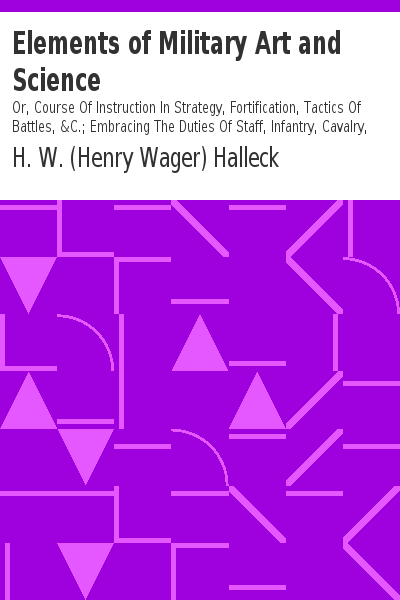 Elements of Military Art and
Science
Or, Course Of Instruction In Strategy, Fortification, Tactics Of
Battles, &C.; Embracing The Duties Of Staff, Infantry, Cavalry,
H. W. (Henry Wager) Halleck